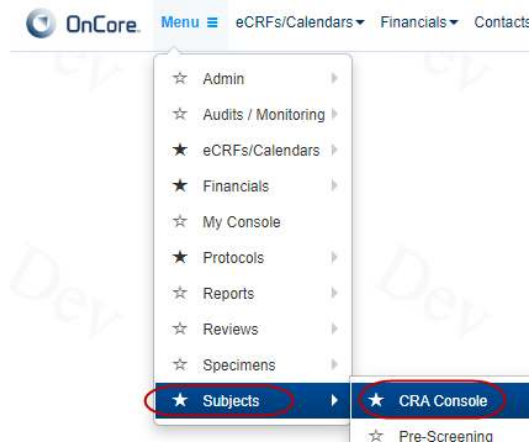 OnCore. Menu eCRFs/Calendars Financials Contacts
Admin
Audits / Monitoring
eCRFs/Calendars
Financials
My Console
Protocols
Reports
Reviews
Specimens
Subjects CRA Console
Pre-Screening
Dev
Dev
Dev
Dev